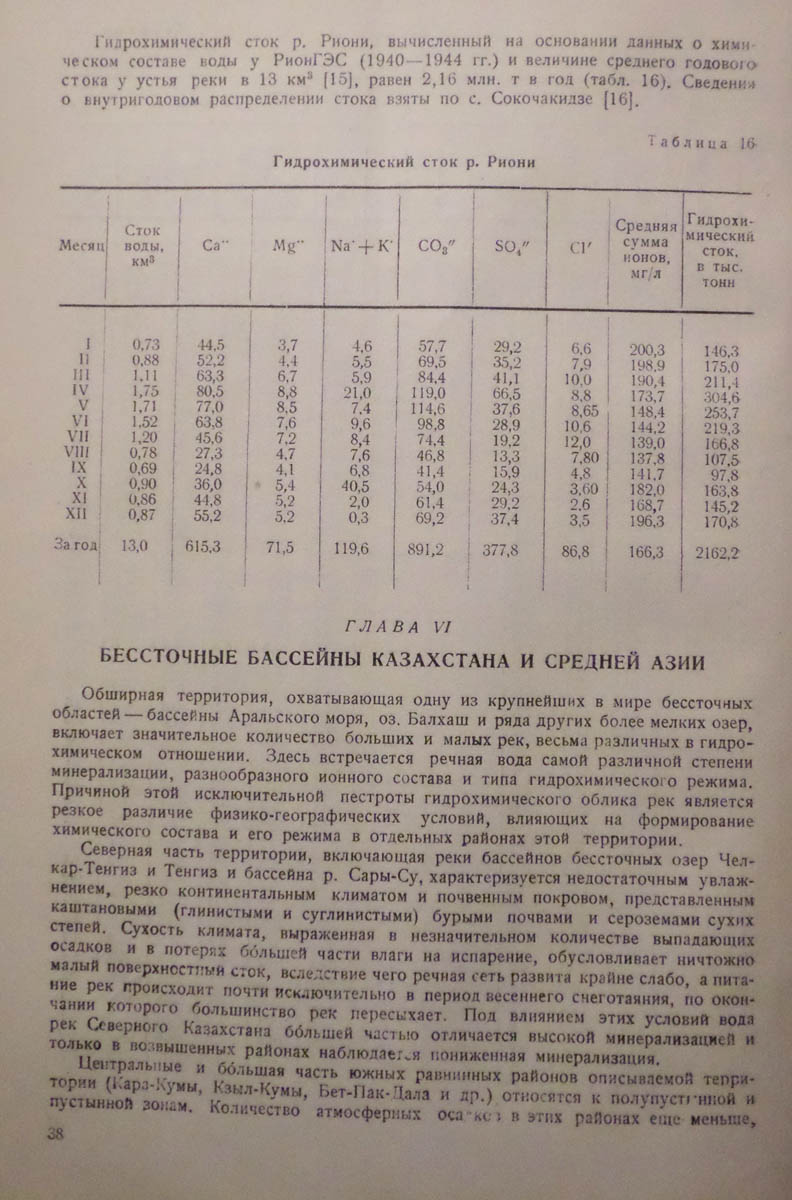 Гидрохимический сток р. Риони, вычисленный на основании данных о хими-
ческом составе воды у РионГЭС (1940—1944 гг.) и величине среднего годового
стока у устья реки в 13 км³ [15], равен 2,16 млн. т в год (табл. 16). Сведения
о внутригодовом распределении стока взяты по с. Сокочакидзе [16].
Таблица 16
Гидрохимический сток р. Риони
Месяц | Сток воды, км³ | Ca·· | Mg·· | Na· + K· | CO₃″ | SO₄″ | Cl′ | Средняя сумма ионов, мг/л | Гидрохимический сток, в тыс. тонн
I 0,73 44,5 3,7 4,6 57,7 29,2 6,6 200,3 146,3
II 0,88 52,2 4,4 5,5 69,5 35,2 7,9 198,9 175,0
III 1,11 63,3 6,7 5,9 84,4 41,1 10,0 190,4 211,4
IV 1,75 80,5 8,8 21,0 119,0 66,5 8,8 173,7 304,6
V 1,71 77,0 8,5 7,4 114,6 37,6 8,65 148,4 253,7
VI 1,52 63,8 7,6 9,6 98,8 28,9 10,6 144,2 219,3
VII 1,20 45,6 7,2 8,4 74,4 19,2 12,0 139,0 166,8
VIII 0,78 27,3 4,7 7,6 46,8 13,3 7,80 137,8 107,5
IX 0,69 24,8 4,1 6,8 41,4 15,9 4,8 141,7 97,8
X 0,90 36,0 5,4 40,5 54,0 24,3 3,60 182,0 163,8
XI 0,86 44,8 5,2 2,0 61,4 29,2 2,6 168,7 145,2
XII 0,87 55,2 5,2 0,3 69,2 37,4 3,5 196,3 170,8
За год 13,0 615,3 71,5 119,6 891,2 377,8 86,8 166,3 2162,2
ГЛАВА VI
БЕССТОЧНЫЕ БАССЕЙНЫ КАЗАХСТАНА И СРЕДНЕЙ АЗИИ
Обширная территория, охватывающая одну из крупнейших в мире бессточных
областей — бассейны Аральского моря, оз. Балхаш и ряда других более мелких озер,
включает значительное количество больших и малых рек, весьма различных в гидро-
химическом отношении. Здесь встречается речная вода самой различной степени
минерализации, разнообразного ионного состава и типа гидрохимического режима.
Причиной этой исключительной пестроты гидрохимического облика рек является
резкое различие физико-географических условий, влияющих на формирование
химического состава и его режима в отдельных районах этой территории.
Северная часть территории, включающая реки бассейнов бессточных озер Чел-
кар-Тенгиз и Тенгиз и бассейна р. Сары-Су, характеризуется недостаточным увлаж-
нением, резко континентальным климатом и почвенным покровом, представленным
каштановыми (глинистыми и суглинистыми) бурыми почвами и сероземами сухих
степей. Сухость климата, выраженная в незначительном количестве выпадающих
осадков и в потерях бо́льшей части влаги на испарение, обусловливает ничтожно
малый поверхностный сток, вследствие чего речная сеть развита крайне слабо, а пита-
ние рек происходит почти исключительно в период весеннего снеготаяния, по окон-
чании которого большинство рек пересыхает. Под влиянием этих условий вода
рек Северного Казахстана бо́льшей частью отличается высокой минерализацией и
только в возвышенных районах наблюдается пониженная минерализация.
Центральные и бо́льшая часть южных равнинных районов описываемой терри-
тории (Кара-Кумы, Кзыл-Кумы, Бет-Пак-Дала и др.) относятся к полупустынной и
пустынной зонам. Количество атмосферных осадков в этих районах еще меньше,
38